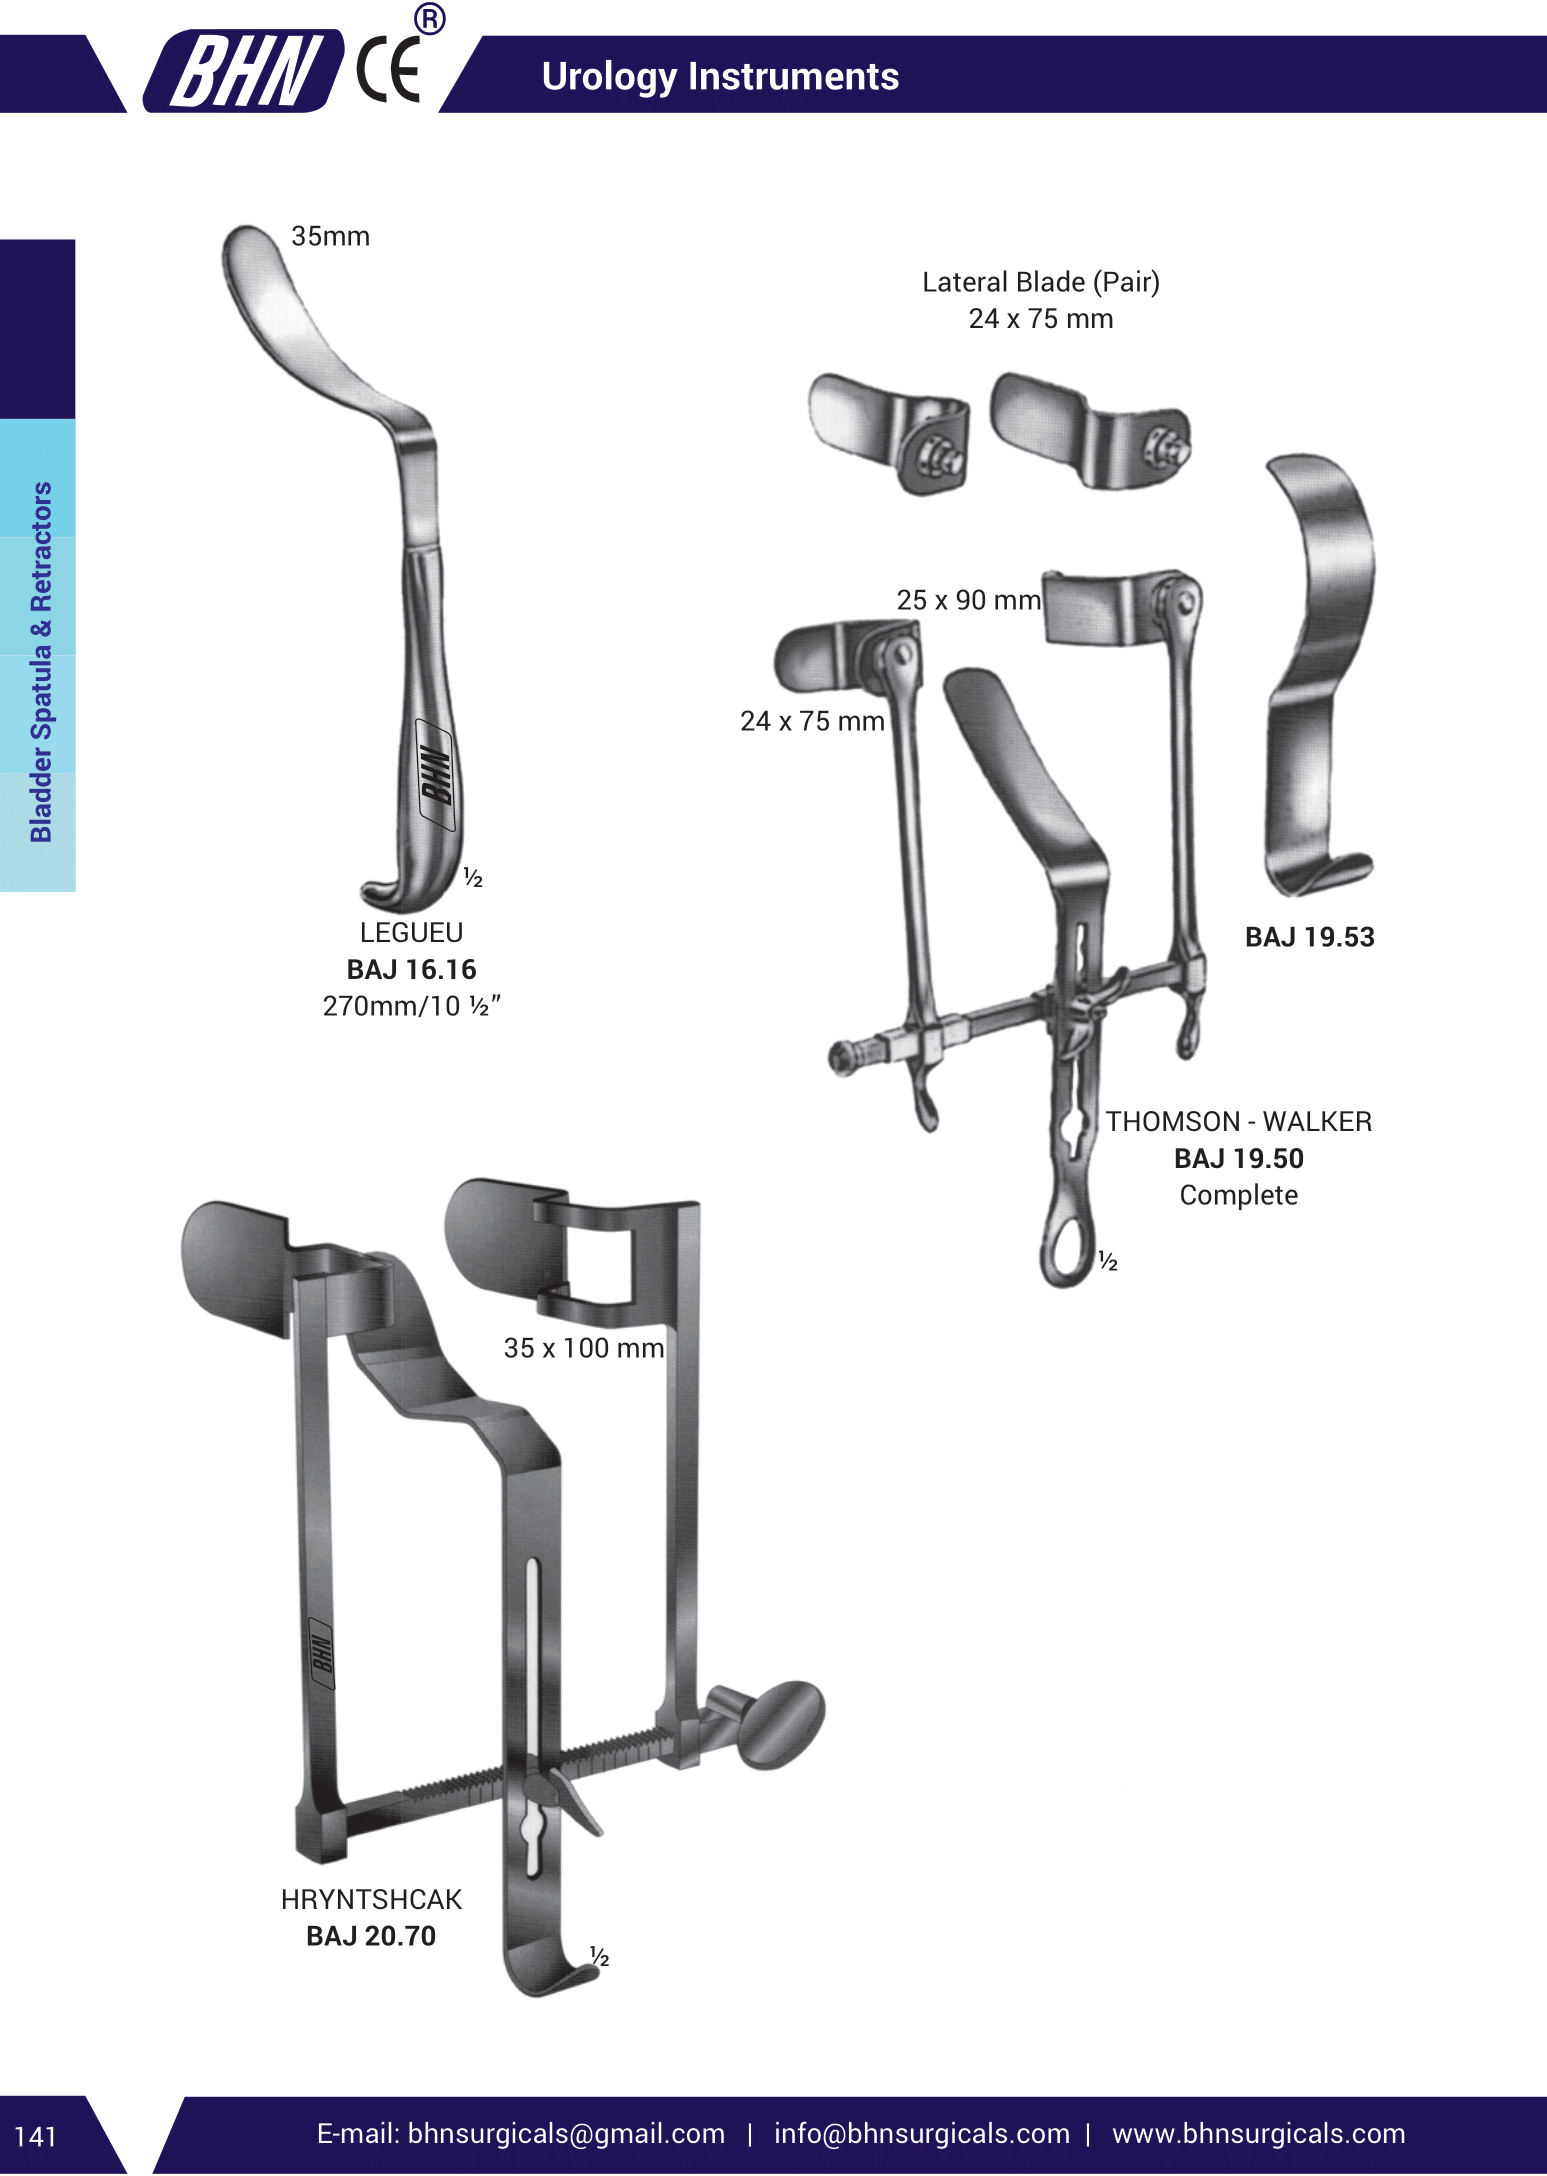 BHN CE ®
Urology Instruments
Bladder Spatula & Retractors
35mm
BHN
½
LEGUEU
BAJ 16.16
270mm/10 ½”
Lateral Blade (Pair)
24 x 75 mm
25 x 90 mm
24 x 75 mm
BAJ 19.53
THOMSON - WALKER
BAJ 19.50
Complete
½
35 x 100 mm
BHN
HRYNTSHCAK
BAJ 20.70
½
141
E-mail: bhnsurgicals@gmail.com | info@bhnsurgicals.com | www.bhnsurgicals.com